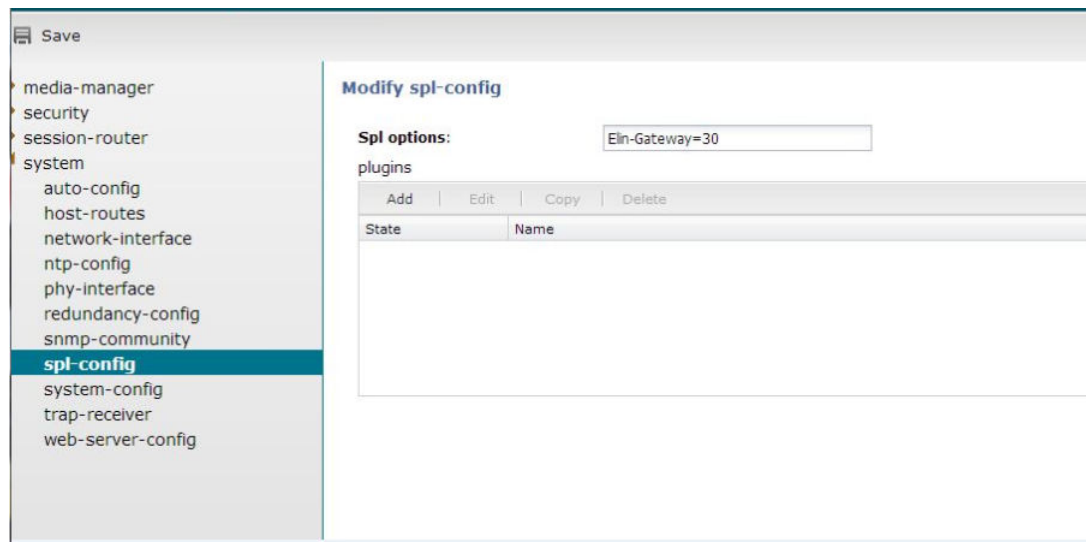 Save
media-manager
security
session-router
system
auto-config
host-routes
network-interface
ntp-config
phy-interface
redundancy-config
snmp-community
spl-config
system-config
trap-receiver
web-server-config
Modify spl-config
Spl options: Elin-Gateway=30
plugins
Add | Edit | Copy | Delete
State Name